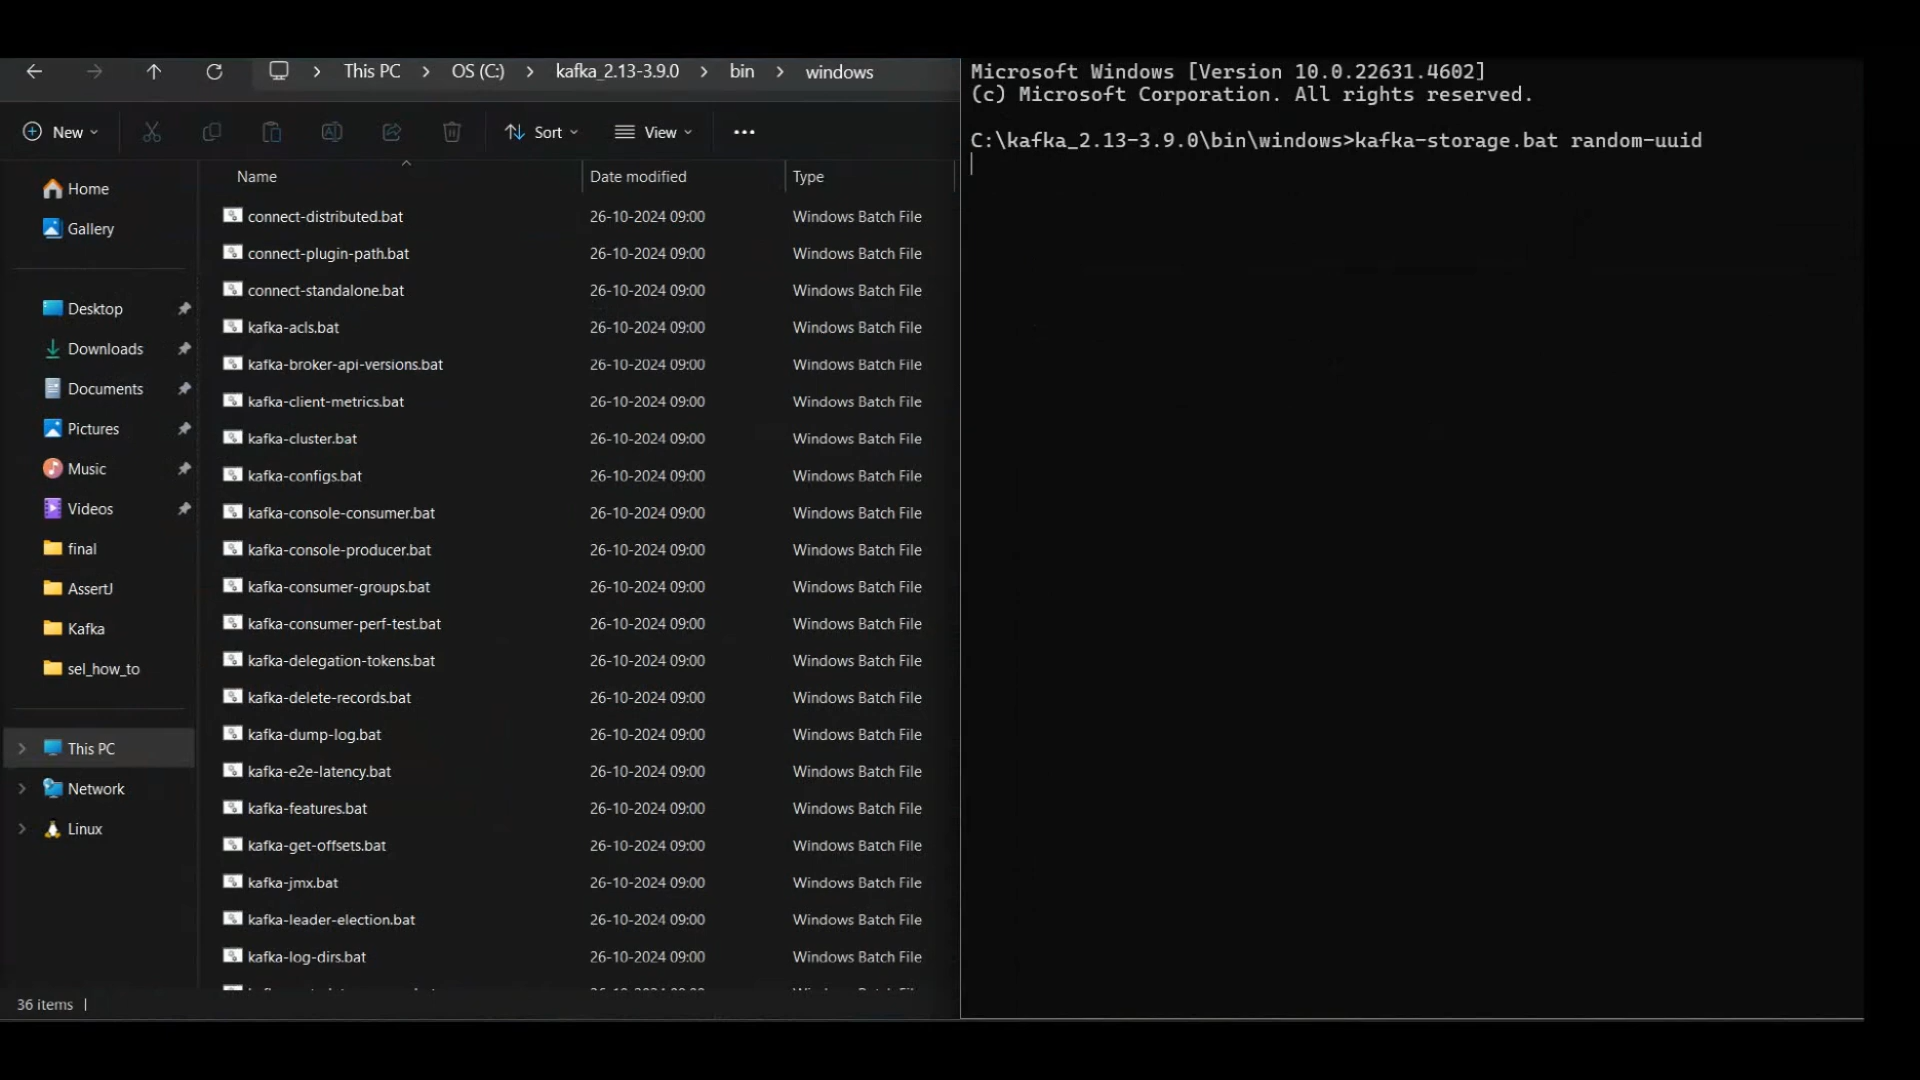 This PC > OS (C:) > kafka_2.13-3.9.0 > bin > windows
New
Sort
View
Name
Date modified
Type
Home
Gallery
Desktop
Downloads
Documents
Pictures
Music
Videos
final
AssertJ
Kafka
sel_how_to
This PC
Network
Linux
connect-distributed.bat 26-10-2024 09:00 Windows Batch File
connect-plugin-path.bat 26-10-2024 09:00 Windows Batch File
connect-standalone.bat 26-10-2024 09:00 Windows Batch File
kafka-acls.bat 26-10-2024 09:00 Windows Batch File
kafka-broker-api-versions.bat 26-10-2024 09:00 Windows Batch File
kafka-client-metrics.bat 26-10-2024 09:00 Windows Batch File
kafka-cluster.bat 26-10-2024 09:00 Windows Batch File
kafka-configs.bat 26-10-2024 09:00 Windows Batch File
kafka-console-consumer.bat 26-10-2024 09:00 Windows Batch File
kafka-console-producer.bat 26-10-2024 09:00 Windows Batch File
kafka-consumer-groups.bat 26-10-2024 09:00 Windows Batch File
kafka-consumer-perf-test.bat 26-10-2024 09:00 Windows Batch File
kafka-delegation-tokens.bat 26-10-2024 09:00 Windows Batch File
kafka-delete-records.bat 26-10-2024 09:00 Windows Batch File
kafka-dump-log.bat 26-10-2024 09:00 Windows Batch File
kafka-e2e-latency.bat 26-10-2024 09:00 Windows Batch File
kafka-features.bat 26-10-2024 09:00 Windows Batch File
kafka-get-offsets.bat 26-10-2024 09:00 Windows Batch File
kafka-jmx.bat 26-10-2024 09:00 Windows Batch File
kafka-leader-election.bat 26-10-2024 09:00 Windows Batch File
kafka-log-dirs.bat 26-10-2024 09:00 Windows Batch File
36 items
Microsoft Windows [Version 10.0.22631.4602]
(c) Microsoft Corporation. All rights reserved.
C:\kafka_2.13-3.9.0\bin\windows>kafka-storage.bat random-uuid